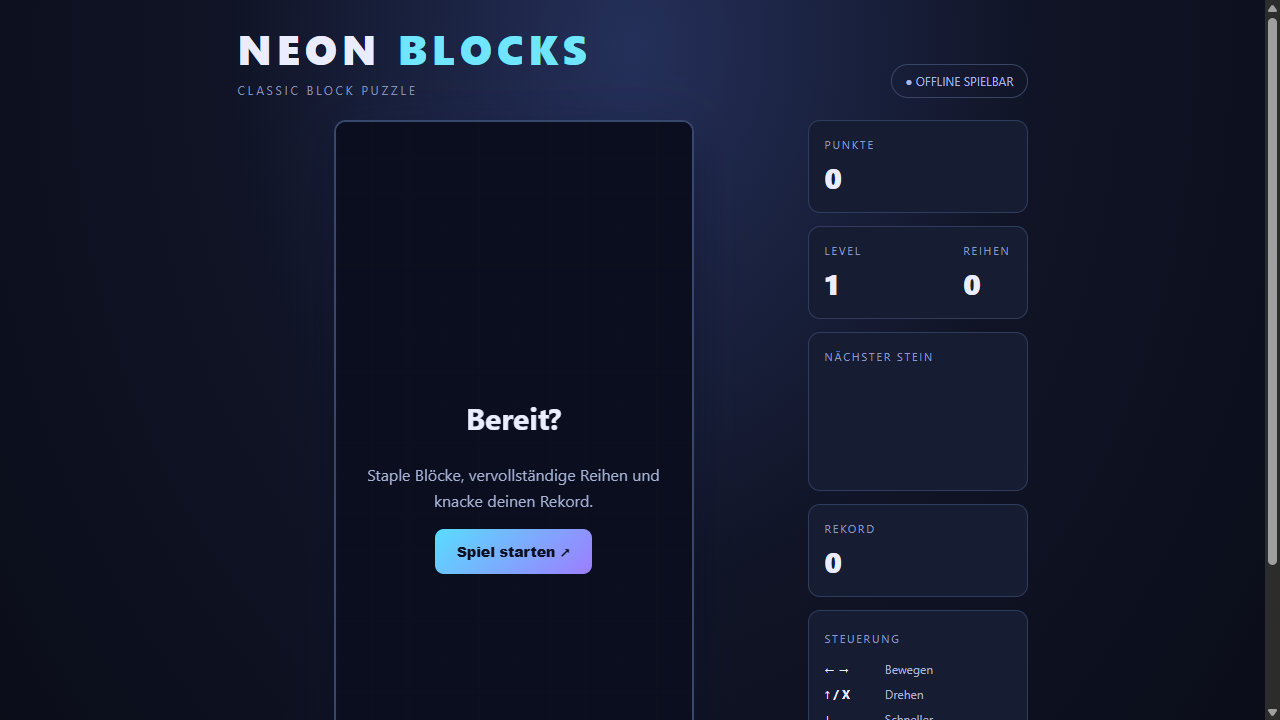 NEON BLOCKS
CLASSIC BLOCK PUZZLE
● OFFLINE SPIELBAR
Bereit?
Staple Blöcke, vervollständige Reihen und
knacke deinen Rekord.
Spiel starten ↗
PUNKTE
0
LEVEL REIHEN
1 0
NÄCHSTER STEIN
REKORD
0
STEUERUNG
← → Bewegen
↑ / X Drehen
↓ Schneller